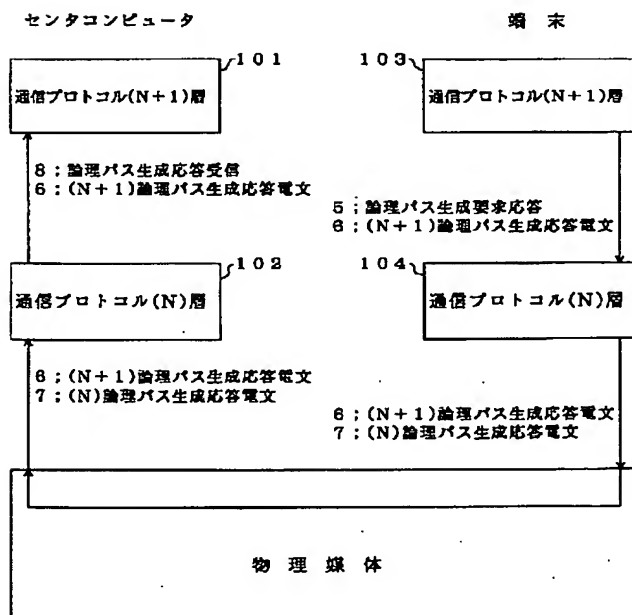 センタコンピュータ
端 末
101
103
通信プロトコル(N+1)層
通信プロトコル(N+1)層
8:論理パス生成応答受信
6:(N+1)論理パス生成応答電文
5;論理パス生成要求応答
6:(N+1)論理パス生成応答電文
102
104
通信プロトコル(N)層
通信プロトコル(N)層
6;(N+1)論理パス生成応答電文
7;(N)論理パス生成応答電文
6:(N+1)論理パス生成応答電文
7;(N)論理パス生成応答電文
物 理 媒 体